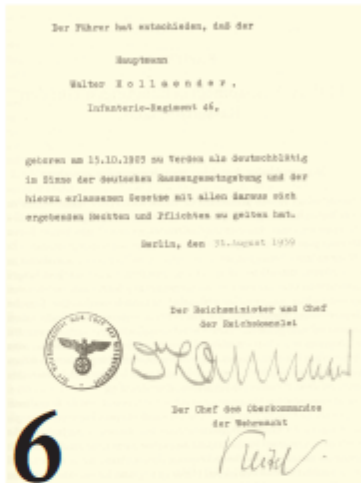 Der Führer hat entschieden, daß der
Hauptmann
Walter Hollaender,
Infanterie-Regiment 46,
geboren am 15.10.1903 zu Verden als deutschblütig
im Sinne der deutschen Rassengesetzgebung und der
hierzu erlassenen Gesetze mit allen daraus sich
ergebenden Rechten und Pflichten zu gelten hat.
Berlin, den August 1939
Der Reichsminister und Chef
der Reichskanzlei
Der Chef des Oberkommandos
der Wehrmacht
Keitel
6